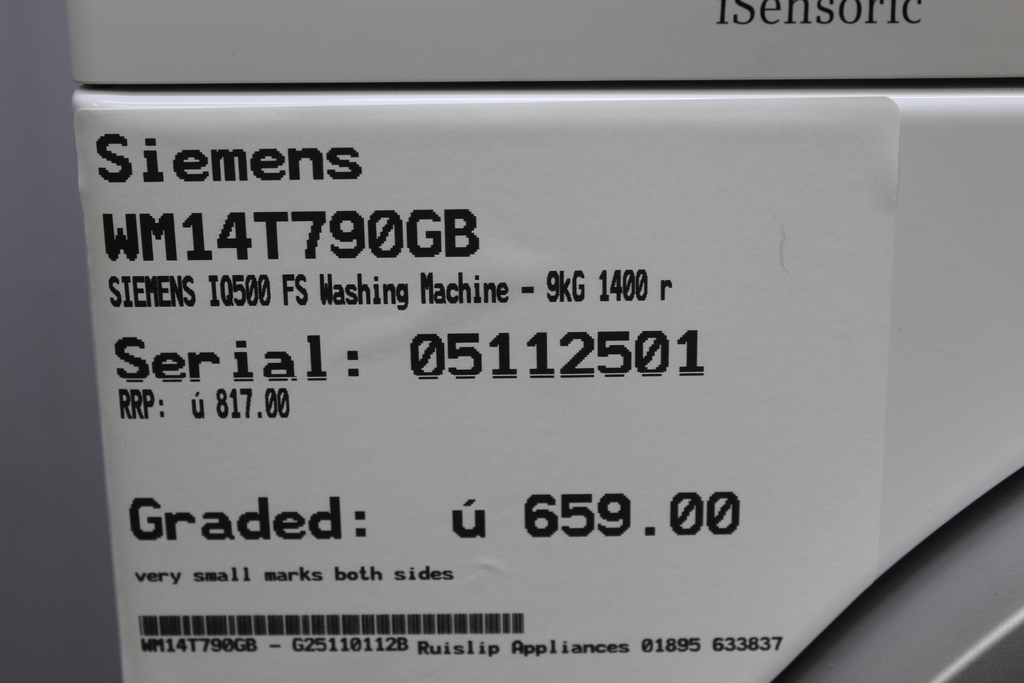 iSensoric
Siemens
WM14T790GB
SIEMENS IQ500 FS Washing Machine - 9kG 1400 r
Serial: 05112501
RRP: ú 817.00
Graded: ú 659.00
very small marks both sides
WM14T790GB - G25110112B Ruislip Appliances 01895 633837